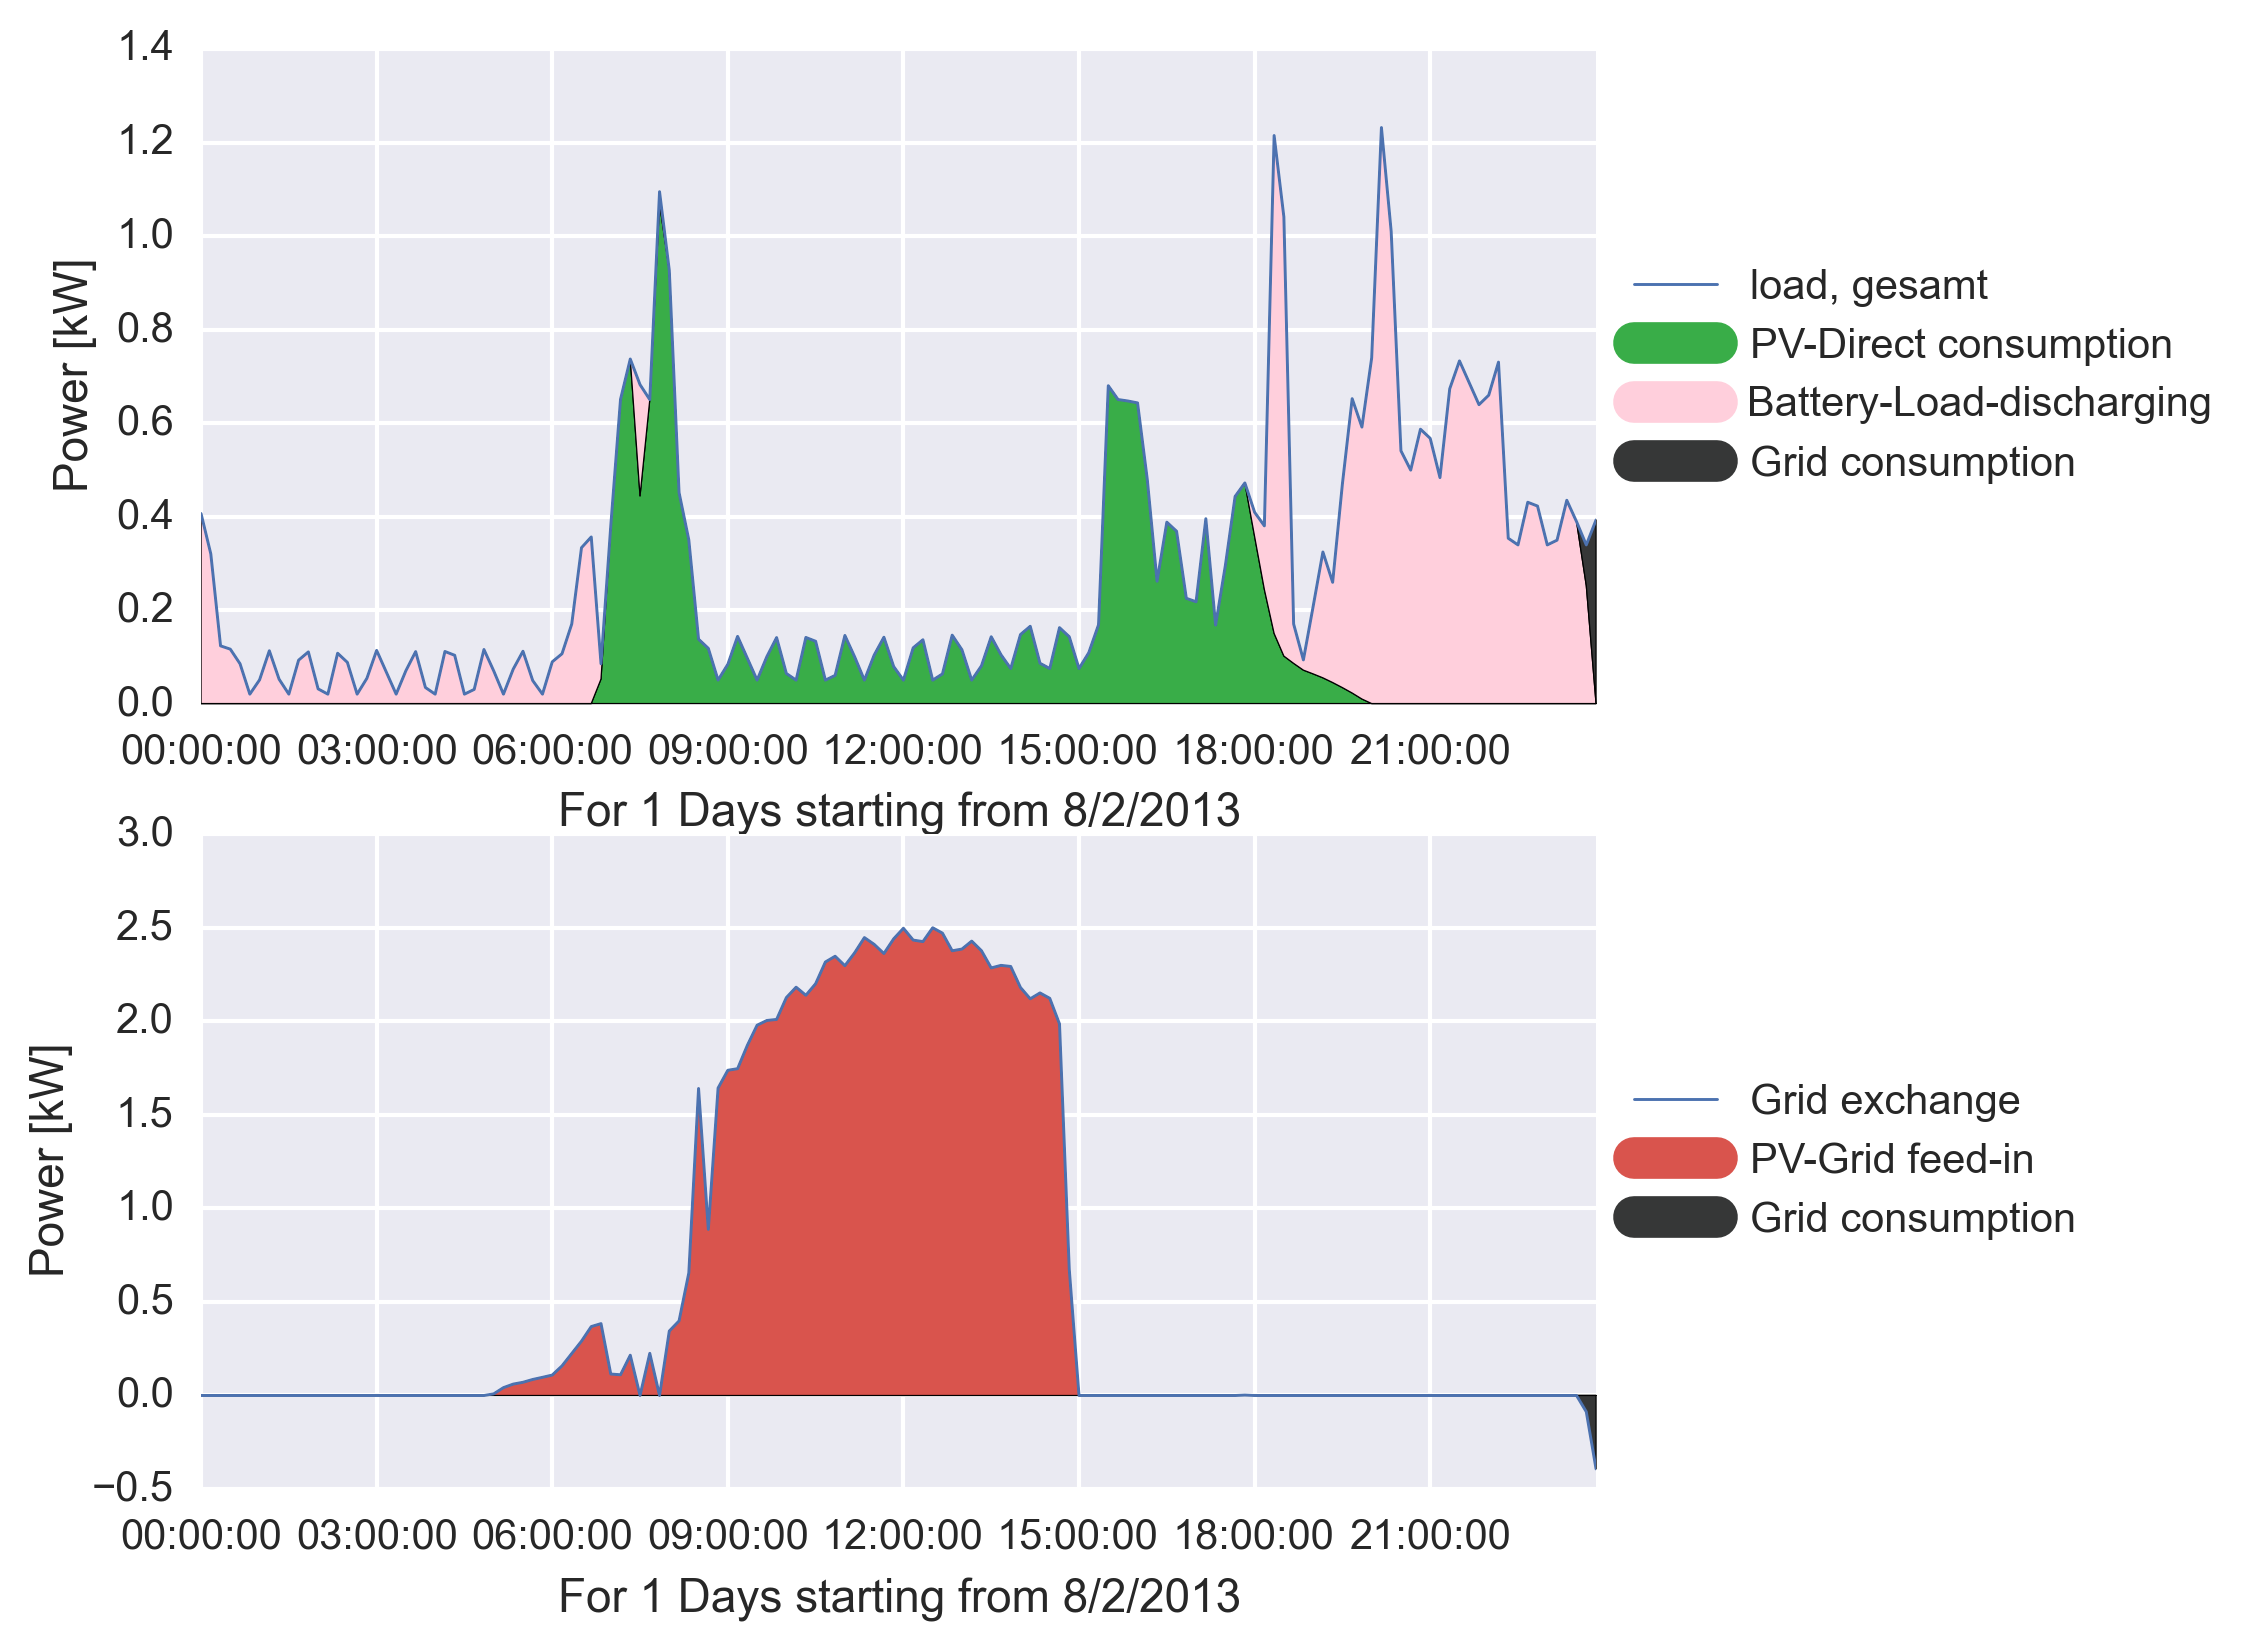 1.4
1.2
1.0
0.8
0.6
0.4
0.2
0.0
Power [kW]
00:00:00 03:00:00 06:00:00 09:00:00 12:00:00 15:00:00 18:00:00 21:00:00
For 1 Days starting from 8/2/2013
load, gesamt
PV-Direct consumption
Battery-Load-discharging
Grid consumption
3.0
2.5
2.0
1.5
1.0
0.5
0.0
−0.5
Power [kW]
00:00:00 03:00:00 06:00:00 09:00:00 12:00:00 15:00:00 18:00:00 21:00:00
For 1 Days starting from 8/2/2013
Grid exchange
PV-Grid feed-in
Grid consumption